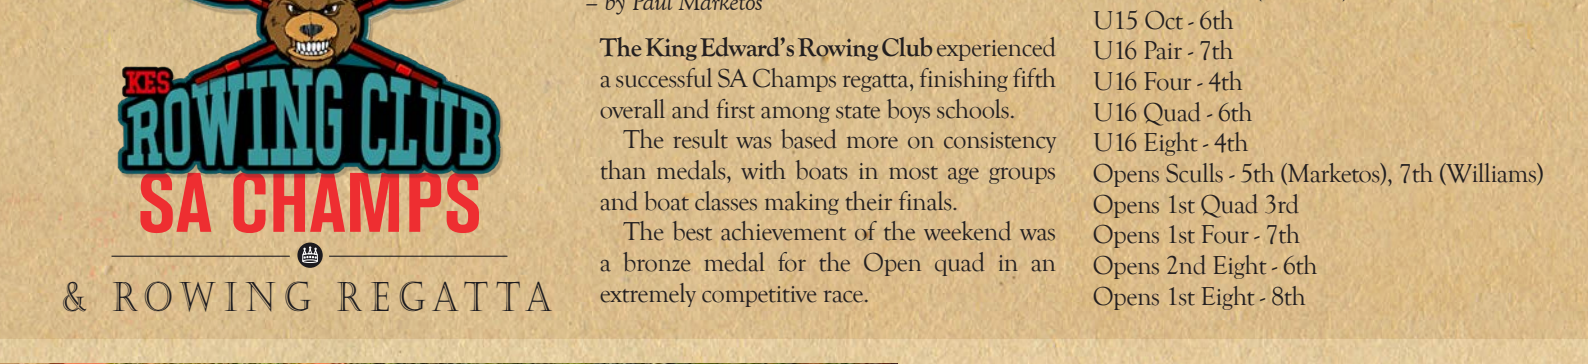 KES
ROWING CLUB
SA CHAMPS
& ROWING REGATTA
– by Paul Marketos
The King Edward's Rowing Club experienced
a successful SA Champs regatta, finishing fifth
overall and first among state boys schools.
The result was based more on consistency
than medals, with boats in most age groups
and boat classes making their finals.
The best achievement of the weekend was
a bronze medal for the Open quad in an
extremely competitive race.
U15 Oct - 6th
U16 Pair - 7th
U16 Four - 4th
U16 Quad - 6th
U16 Eight - 4th
Opens Sculls - 5th (Marketos), 7th (Williams)
Opens 1st Quad 3rd
Opens 1st Four - 7th
Opens 2nd Eight - 6th
Opens 1st Eight - 8th